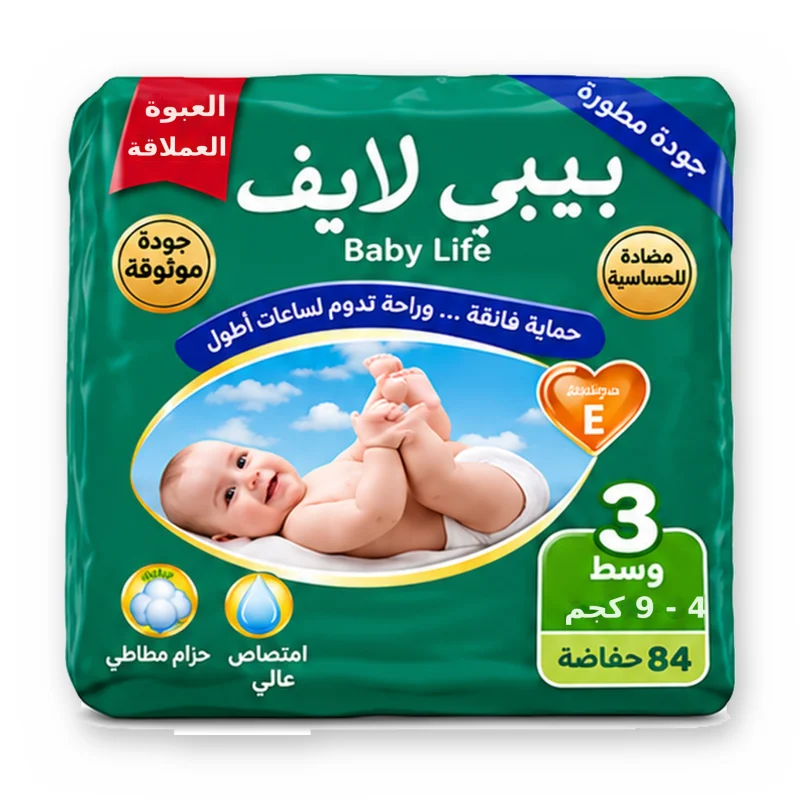 العبوة
العملاقة
جودة مطورة
بيبي لايف
Baby Life
جودة
موثوقة
مضادة
للحساسية
حماية فائقة ... وراحة تدوم لساعات أطول
E
3
وسط
4 - 9 كجم
84 حفاضة
حزام مطاطي
امتصاص
عالي